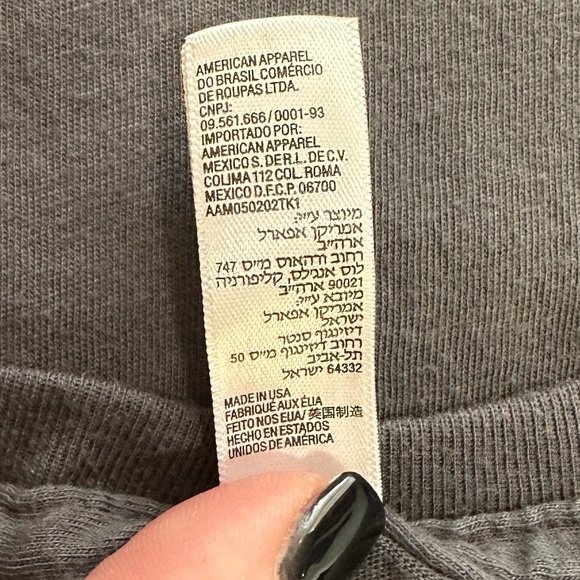 AMERICAN APPAREL
DO BRASIL COMÉRCIO
DE ROUPAS LTDA.
CNPJ:
09.561.666/0001-93
IMPORTADO POR:
AMERICAN APPAREL
MEXICO S. DE R.L. DE C.V.
COLIMA 112 COL. ROMA
MEXICO D.F.C.P. 06700
AAM050202TK1
מיוצר ע״י:
אמריקן אפארל
ארה״ב
רחוב ורהאוס מ״ס 747
לוס אנג׳לס, קליפורניה
90021 ארה״ב
מיובא ע״י:
אמריקן אפארל
ישראל
דיזינגוף סנטר
רחוב דיזינגוף מ״ס 50
תל-אביב
64332 ישראל
MADE IN USA
FABRIQUÉ AUX ÉUA
FEITO NOS EUA/ 美国制造
HECHO EN ESTADOS
UNIDOS DE AMÉRICA